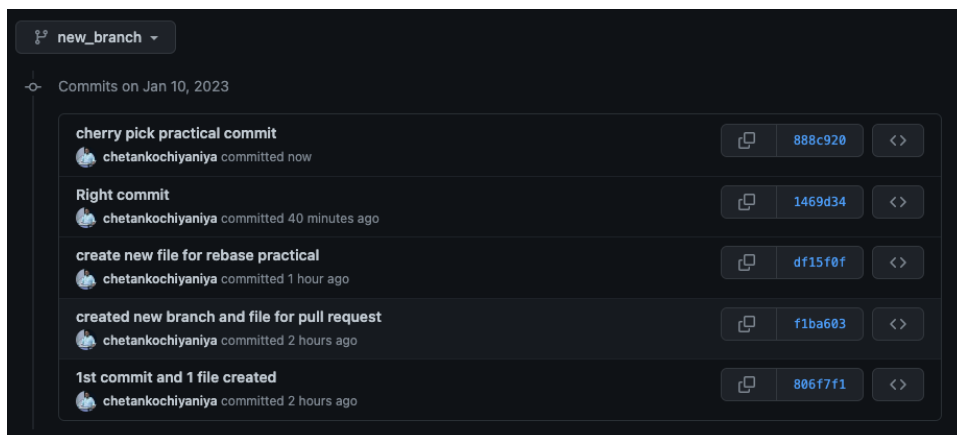 new_branch
Commits on Jan 10, 2023
cherry pick practical commit
chetankochiyaniya committed now
888c920
Right commit
chetankochiyaniya committed 40 minutes ago
1469d34
create new file for rebase practical
chetankochiyaniya committed 1 hour ago
df15f0f
created new branch and file for pull request
chetankochiyaniya committed 2 hours ago
f1ba603
1st commit and 1 file created
chetankochiyaniya committed 2 hours ago
806f7f1